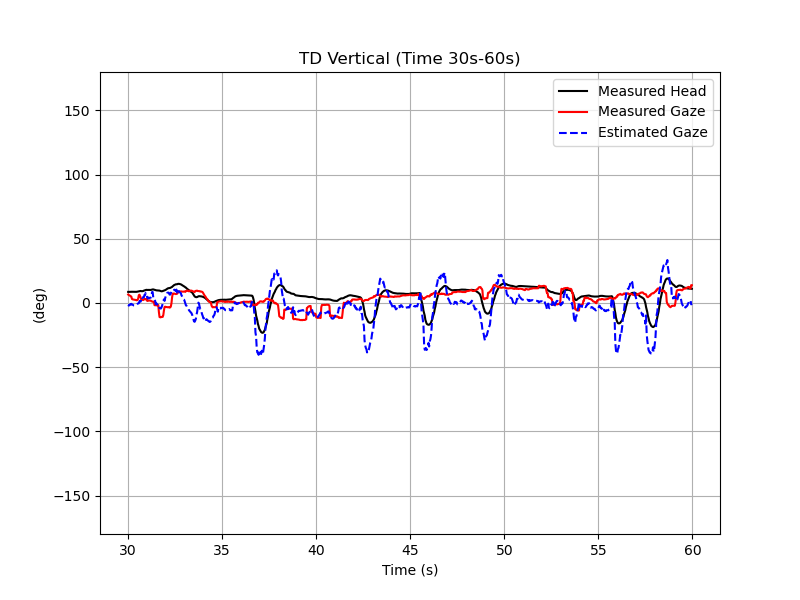 TD Vertical (Time 30s-60s)
Measured Head
Measured Gaze
Estimated Gaze
150
100
50
0
−50
−100
−150
(deg)
30 35 40 45 50 55 60
Time (s)